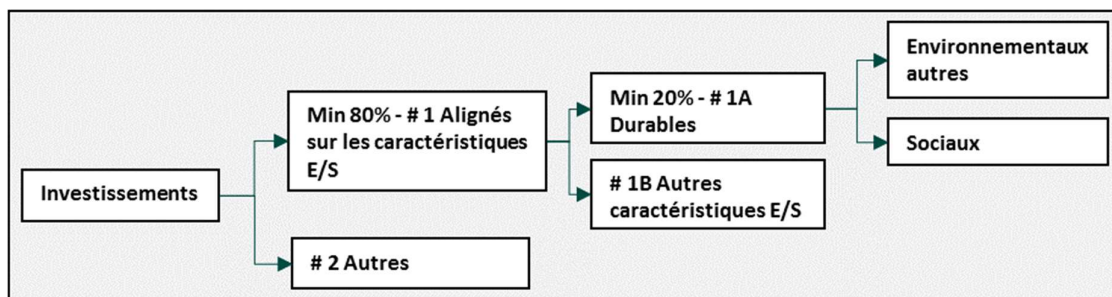 Investissements
Min 80% - # 1 Alignés
sur les caractéristiques
E/S
# 2 Autres
Min 20% - # 1A
Durables
# 1B Autres
caractéristiques E/S
Environnementaux
autres
Sociaux